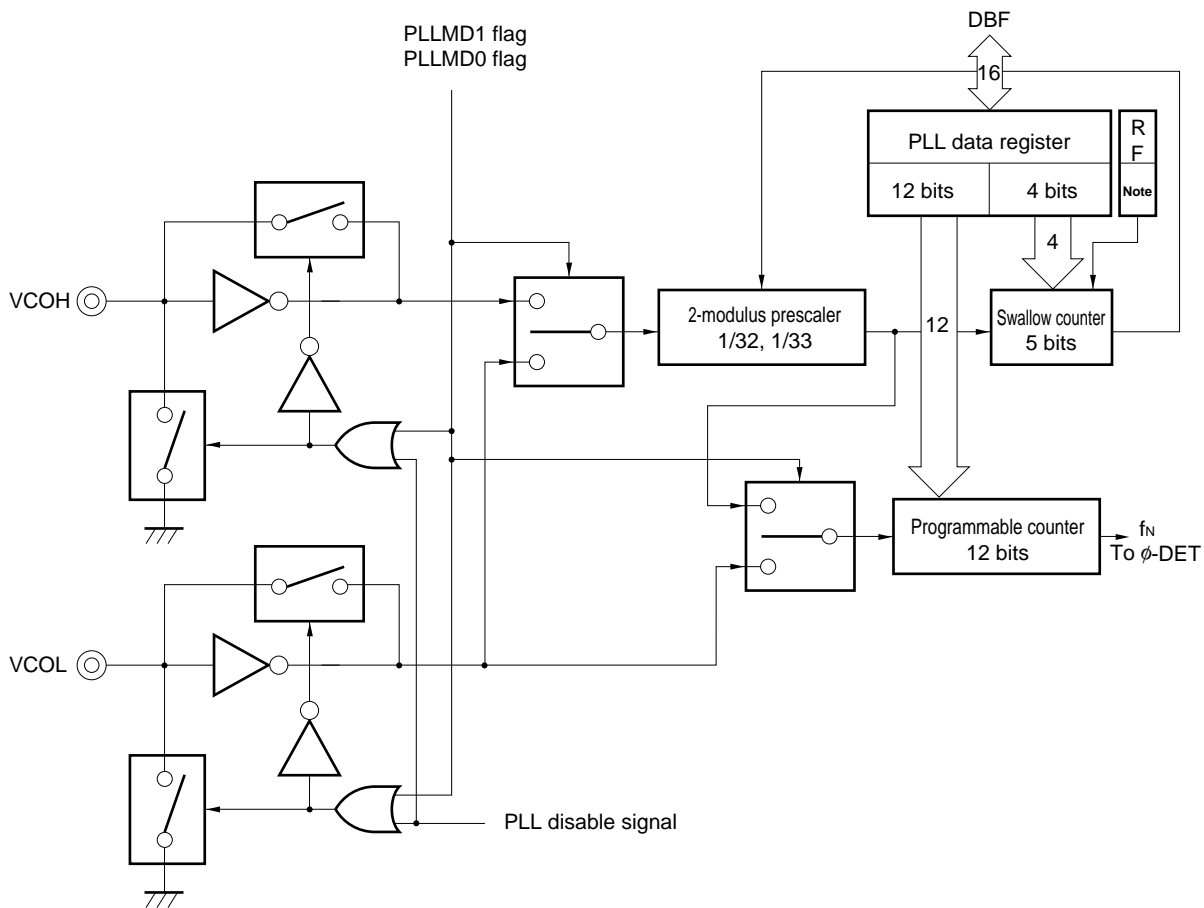 PLLMD1 flag
PLLMD0 flag
DBF
16
PLL data register
12 bits
4 bits
R
F
Note
4
12
VCOH
2-modulus prescaler
1/32, 1/33
Swallow counter
5 bits
Programmable counter
12 bits
fN
To ϕ-DET
VCOL
PLL disable signal